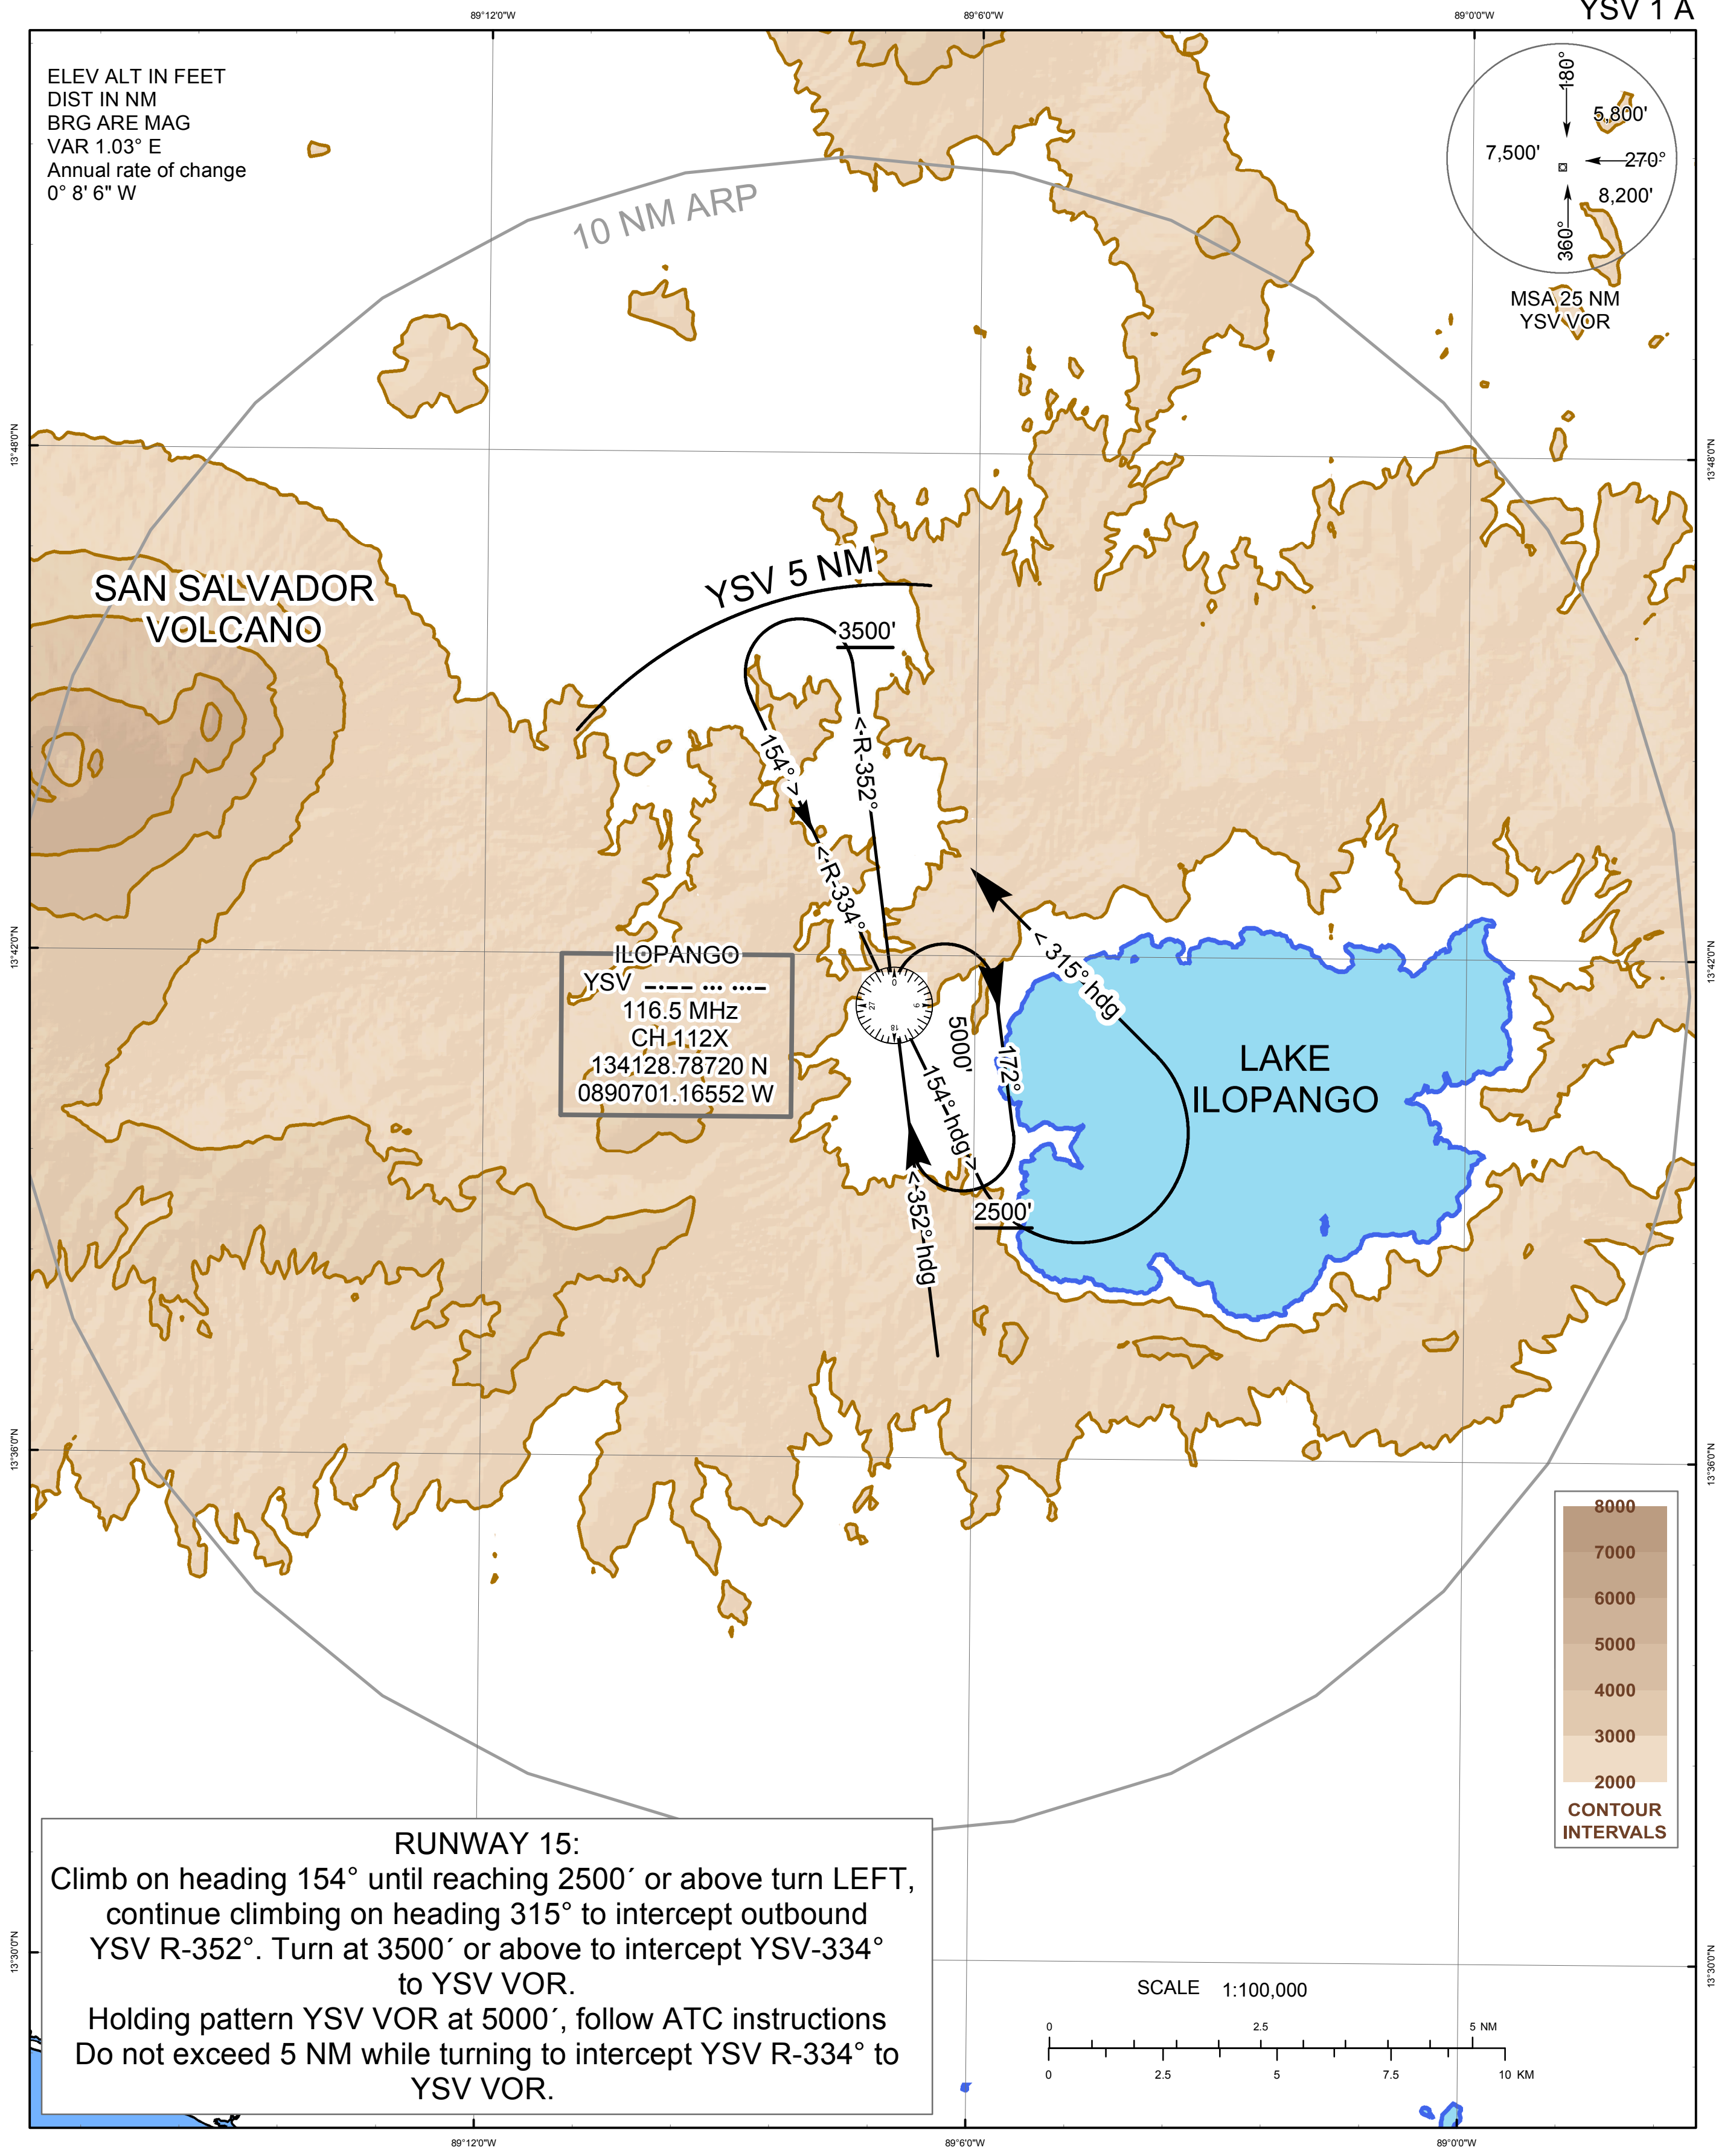 YSV 1 A
89°12'0"W
89°6'0"W
89°0'0"W
ELEV ALT IN FEET
DIST IN NM
BRG ARE MAG
VAR 1.03° E
Annual rate of change
0° 8' 6" W
180°
5,800'
7,500'
270°
8,200'
360°
MSA 25 NM
YSV VOR
10 NM ARP
13°48'0"N
13°48'0"N
SAN SALVADOR
VOLCANO
YSV 5 NM
3500'
154° >
<-R-352°
<-R-334°
< 315° hdg
13°42'0"N
13°42'0"N
ILOPANGO
YSV
116.5 MHz
CH 112X
134128.78720 N
0890701.16552 W
0
9
18
27
5000'
172°
154°-hdg>
LAKE
ILOPANGO
2500'
<-352°-hdg
13°36'0"N
13°36'0"N
8000
7000
6000
5000
4000
3000
2000
CONTOUR
INTERVALS
RUNWAY 15:
Climb on heading 154° until reaching 2500´ or above turn LEFT,
continue climbing on heading 315° to intercept outbound
YSV R-352°. Turn at 3500´ or above to intercept YSV-334°
to YSV VOR.
Holding pattern YSV VOR at 5000´, follow ATC instructions
Do not exceed 5 NM while turning to intercept YSV R-334° to
YSV VOR.
13°30'0"N
13°30'0"N
SCALE 1:100,000
0 2.5 5 NM
0 2.5 5 7.5 10 KM
89°12'0"W
89°6'0"W
89°0'0"W